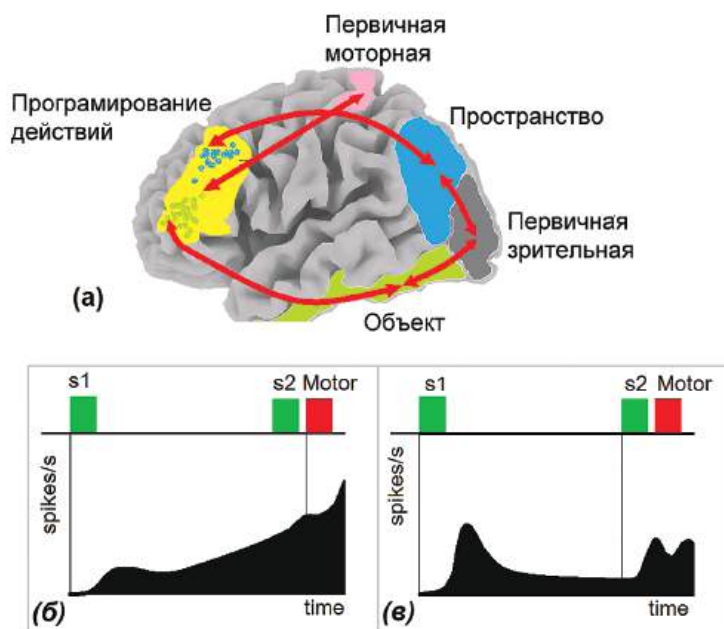 Первичная
моторная
Програмирование
действий
Пространство
Первичная
зрительная
(а)
Объект
s1 s2 Motor
spikes/s
(б) time
s1 s2 Motor
spikes/s
(в) time